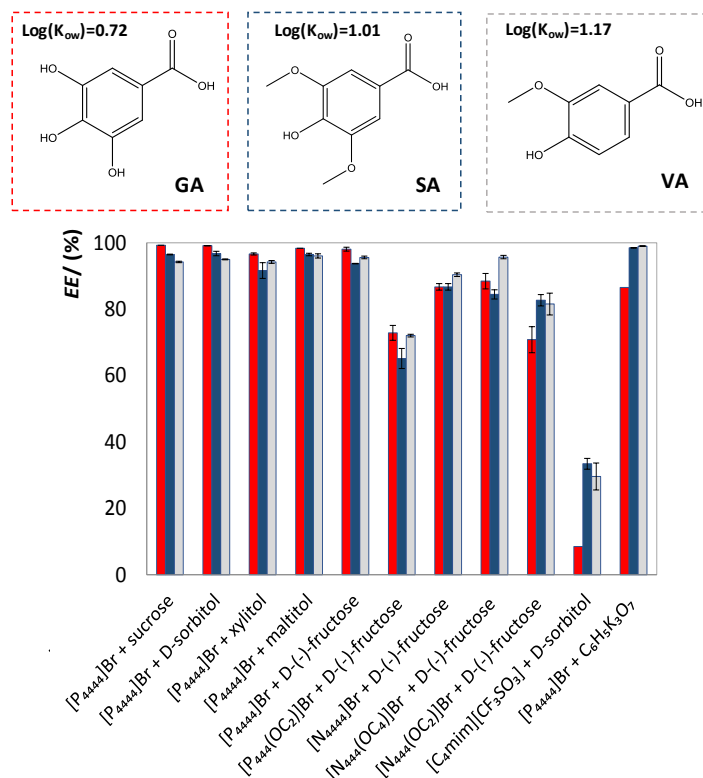 Log(Kow)=0.72
O
HO
OH
HO
OH
GA
Log(Kow)=1.01
O
O
OH
HO
O
SA
Log(Kow)=1.17
O
O
OH
HO
VA
EE/ (%)
100
80
60
40
20
0
[P₄₄₄₄]Br + sucrose
[P₄₄₄₄]Br + D-sorbitol
[P₄₄₄₄]Br + xylitol
[P₄₄₄₄]Br + maltitol
[P₄₄₄₄]Br + D-(-)-fructose
[P₄₄₄(OC₂)]Br + D-(-)-fructose
[N₄₄₄₄]Br + D-(-)-fructose
[N₄₄₄(OC₄)]Br + D-(-)-fructose
[N₄₄₄(OC₂)]Br + D-(-)-fructose
[C₄mim][CF₃SO₃] + D-sorbitol
[P₄₄₄₄]Br + C₆H₅K₃O₇